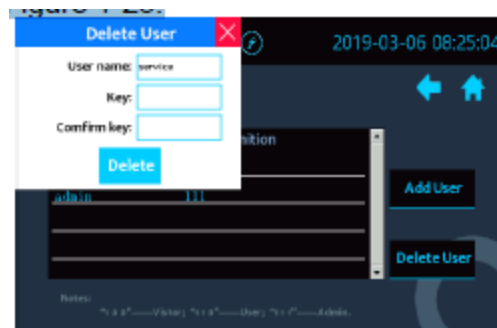 Delete User
2019-03-06 08:25:04
User name: service
Key:
Comfirm key:
Delete
admin 111
Add User
Delete User
Notes: